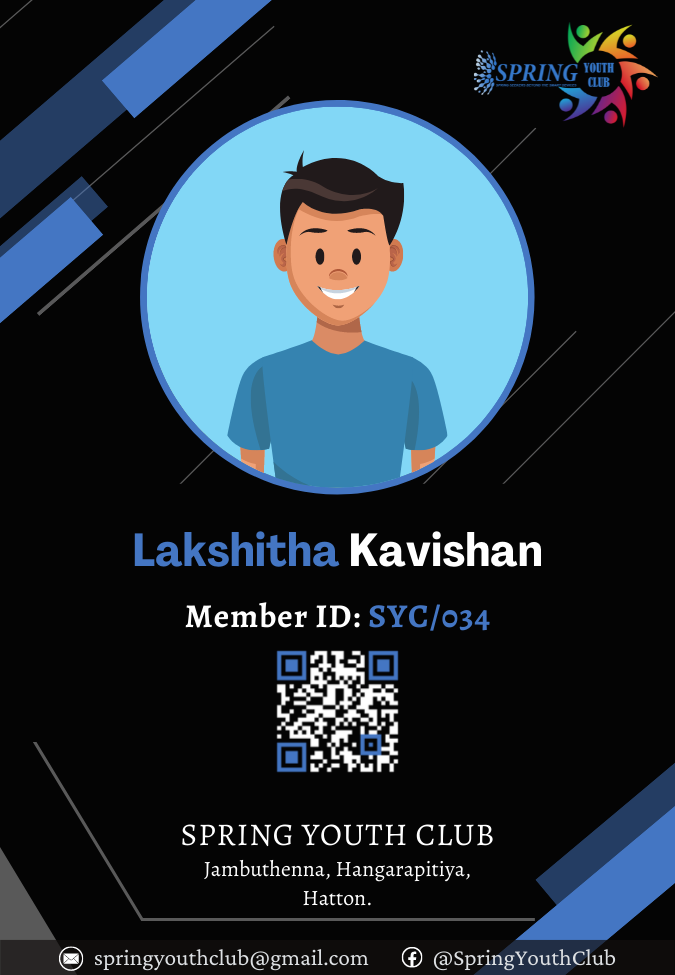 SPRING YOUTH
CLUB
Lakshitha Kavishan
Member ID: SYC/034
SPRING YOUTH CLUB
Jambuthenna, Hangarapitiya,
Hatton.
springyouthclub@gmail.com @SpringYouthClub